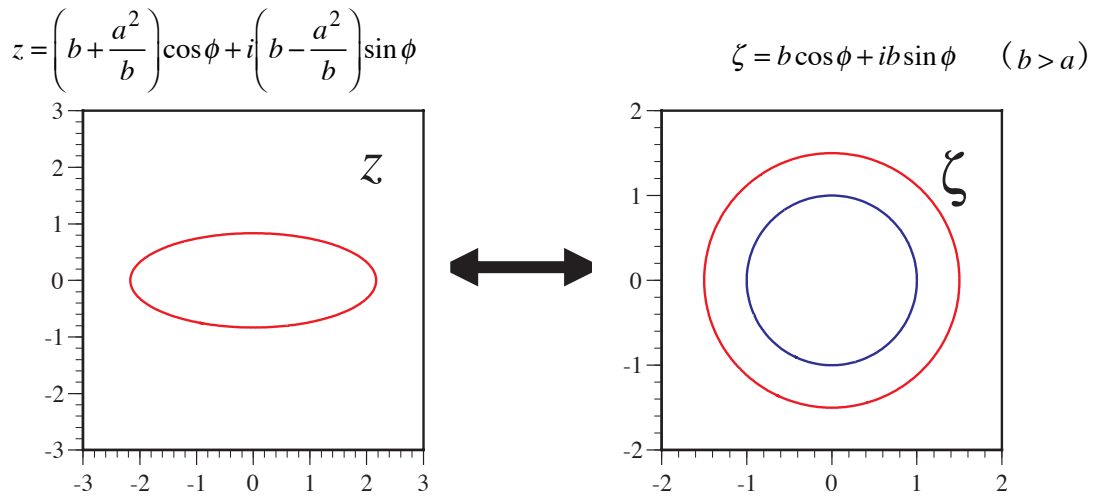 z = (b + a²/b) cos ϕ + i(b − a²/b) sin ϕ
ζ = b cos ϕ + ib sin ϕ (b > a)
3
2
1
0
-1
-2
-3
-3 -2 -1 0 1 2 3
z
2
1
0
-1
-2
-2 -1 0 1 2
ζ